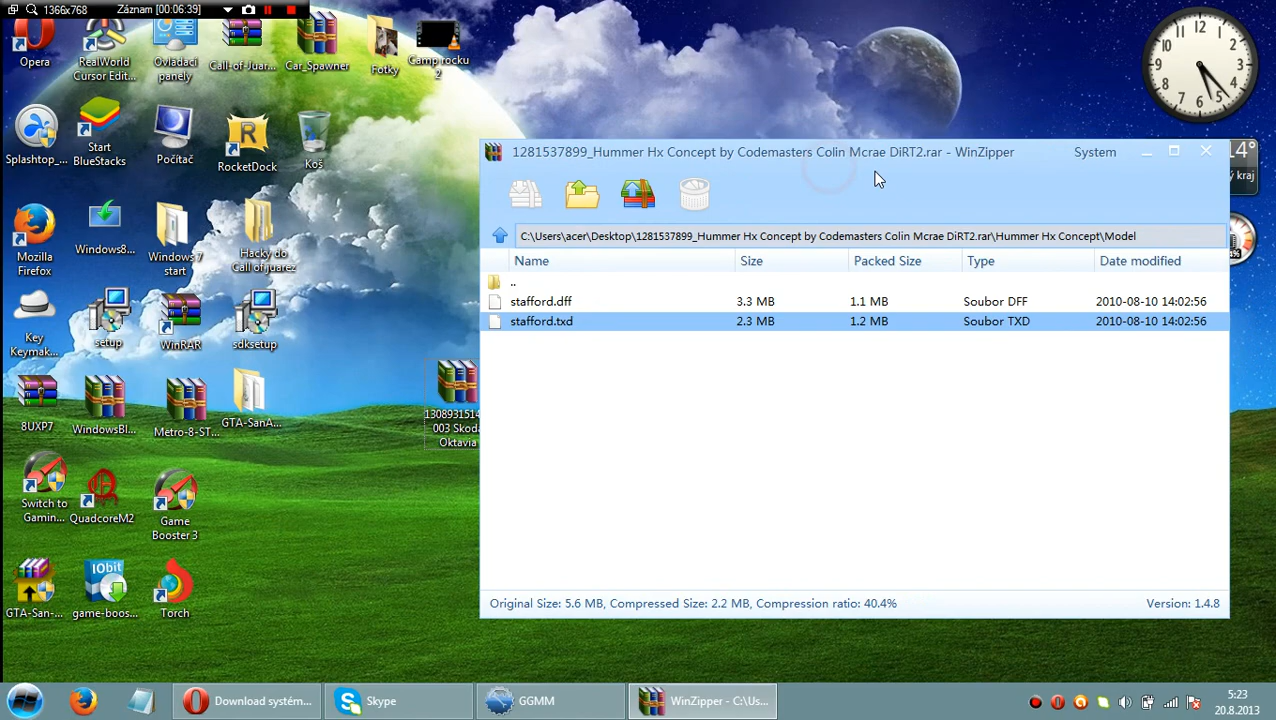 1366x768
Záznam [00:06:39]
Opera
RealWorld
Cursor Edit...
Ovládací
panely
Call-of-Juar...
Car_Spawner
Fotky
Camp rocku
2
Splashtop_...
Start
BlueStacks
Počítač
RocketDock
Koš
Mozilla
Firefox
Windows8...
Windows 7
start
Hacky do
Call of juarez
Key
Keymak...
setup
WinRAR
sdksetup
8UXP7
WindowsBl...
Metro-8-ST...
GTA-SanA...
1308931514
003 Skoda
Oktavia
Switch to
Gamin...
QuadcoreM2
Game
Booster 3
GTA-San-...
IObit
game-boos...
Torch
1281537899_Hummer Hx Concept by Codemasters Colin Mcrae DiRT2.rar - WinZipper
System
C:\Users\acer\Desktop\1281537899_Hummer Hx Concept by Codemasters Colin Mcrae DiRT2.rar\Hummer Hx Concept\Model
Name Size Packed Size Type Date modified
..
stafford.dff 3.3 MB 1.1 MB Soubor DFF 2010-08-10 14:02:56
stafford.txd 2.3 MB 1.2 MB Soubor TXD 2010-08-10 14:02:56
Original Size: 5.6 MB, Compressed Size: 2.2 MB, Compression ratio: 40.4%
Version: 1.4.8
Download systém...
Skype
GGMM
WinZipper - C:\Us...
5:23
20.8.2013